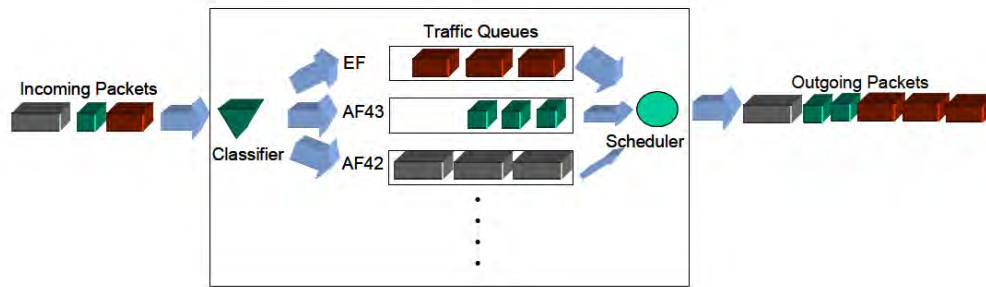 Traffic Queues
EF
Incoming Packets
Outgoing Packets
AF43
Classifier
Scheduler
AF42